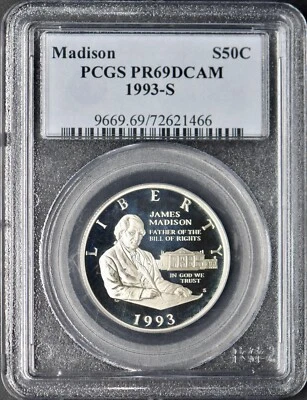 Madison S50C
PCGS PR69DCAM
1993-S
9669.69/72621466
LIBERTY
JAMES
MADISON
FATHER OF THE
BILL OF RIGHTS
IN GOD WE
TRUST
S
1993